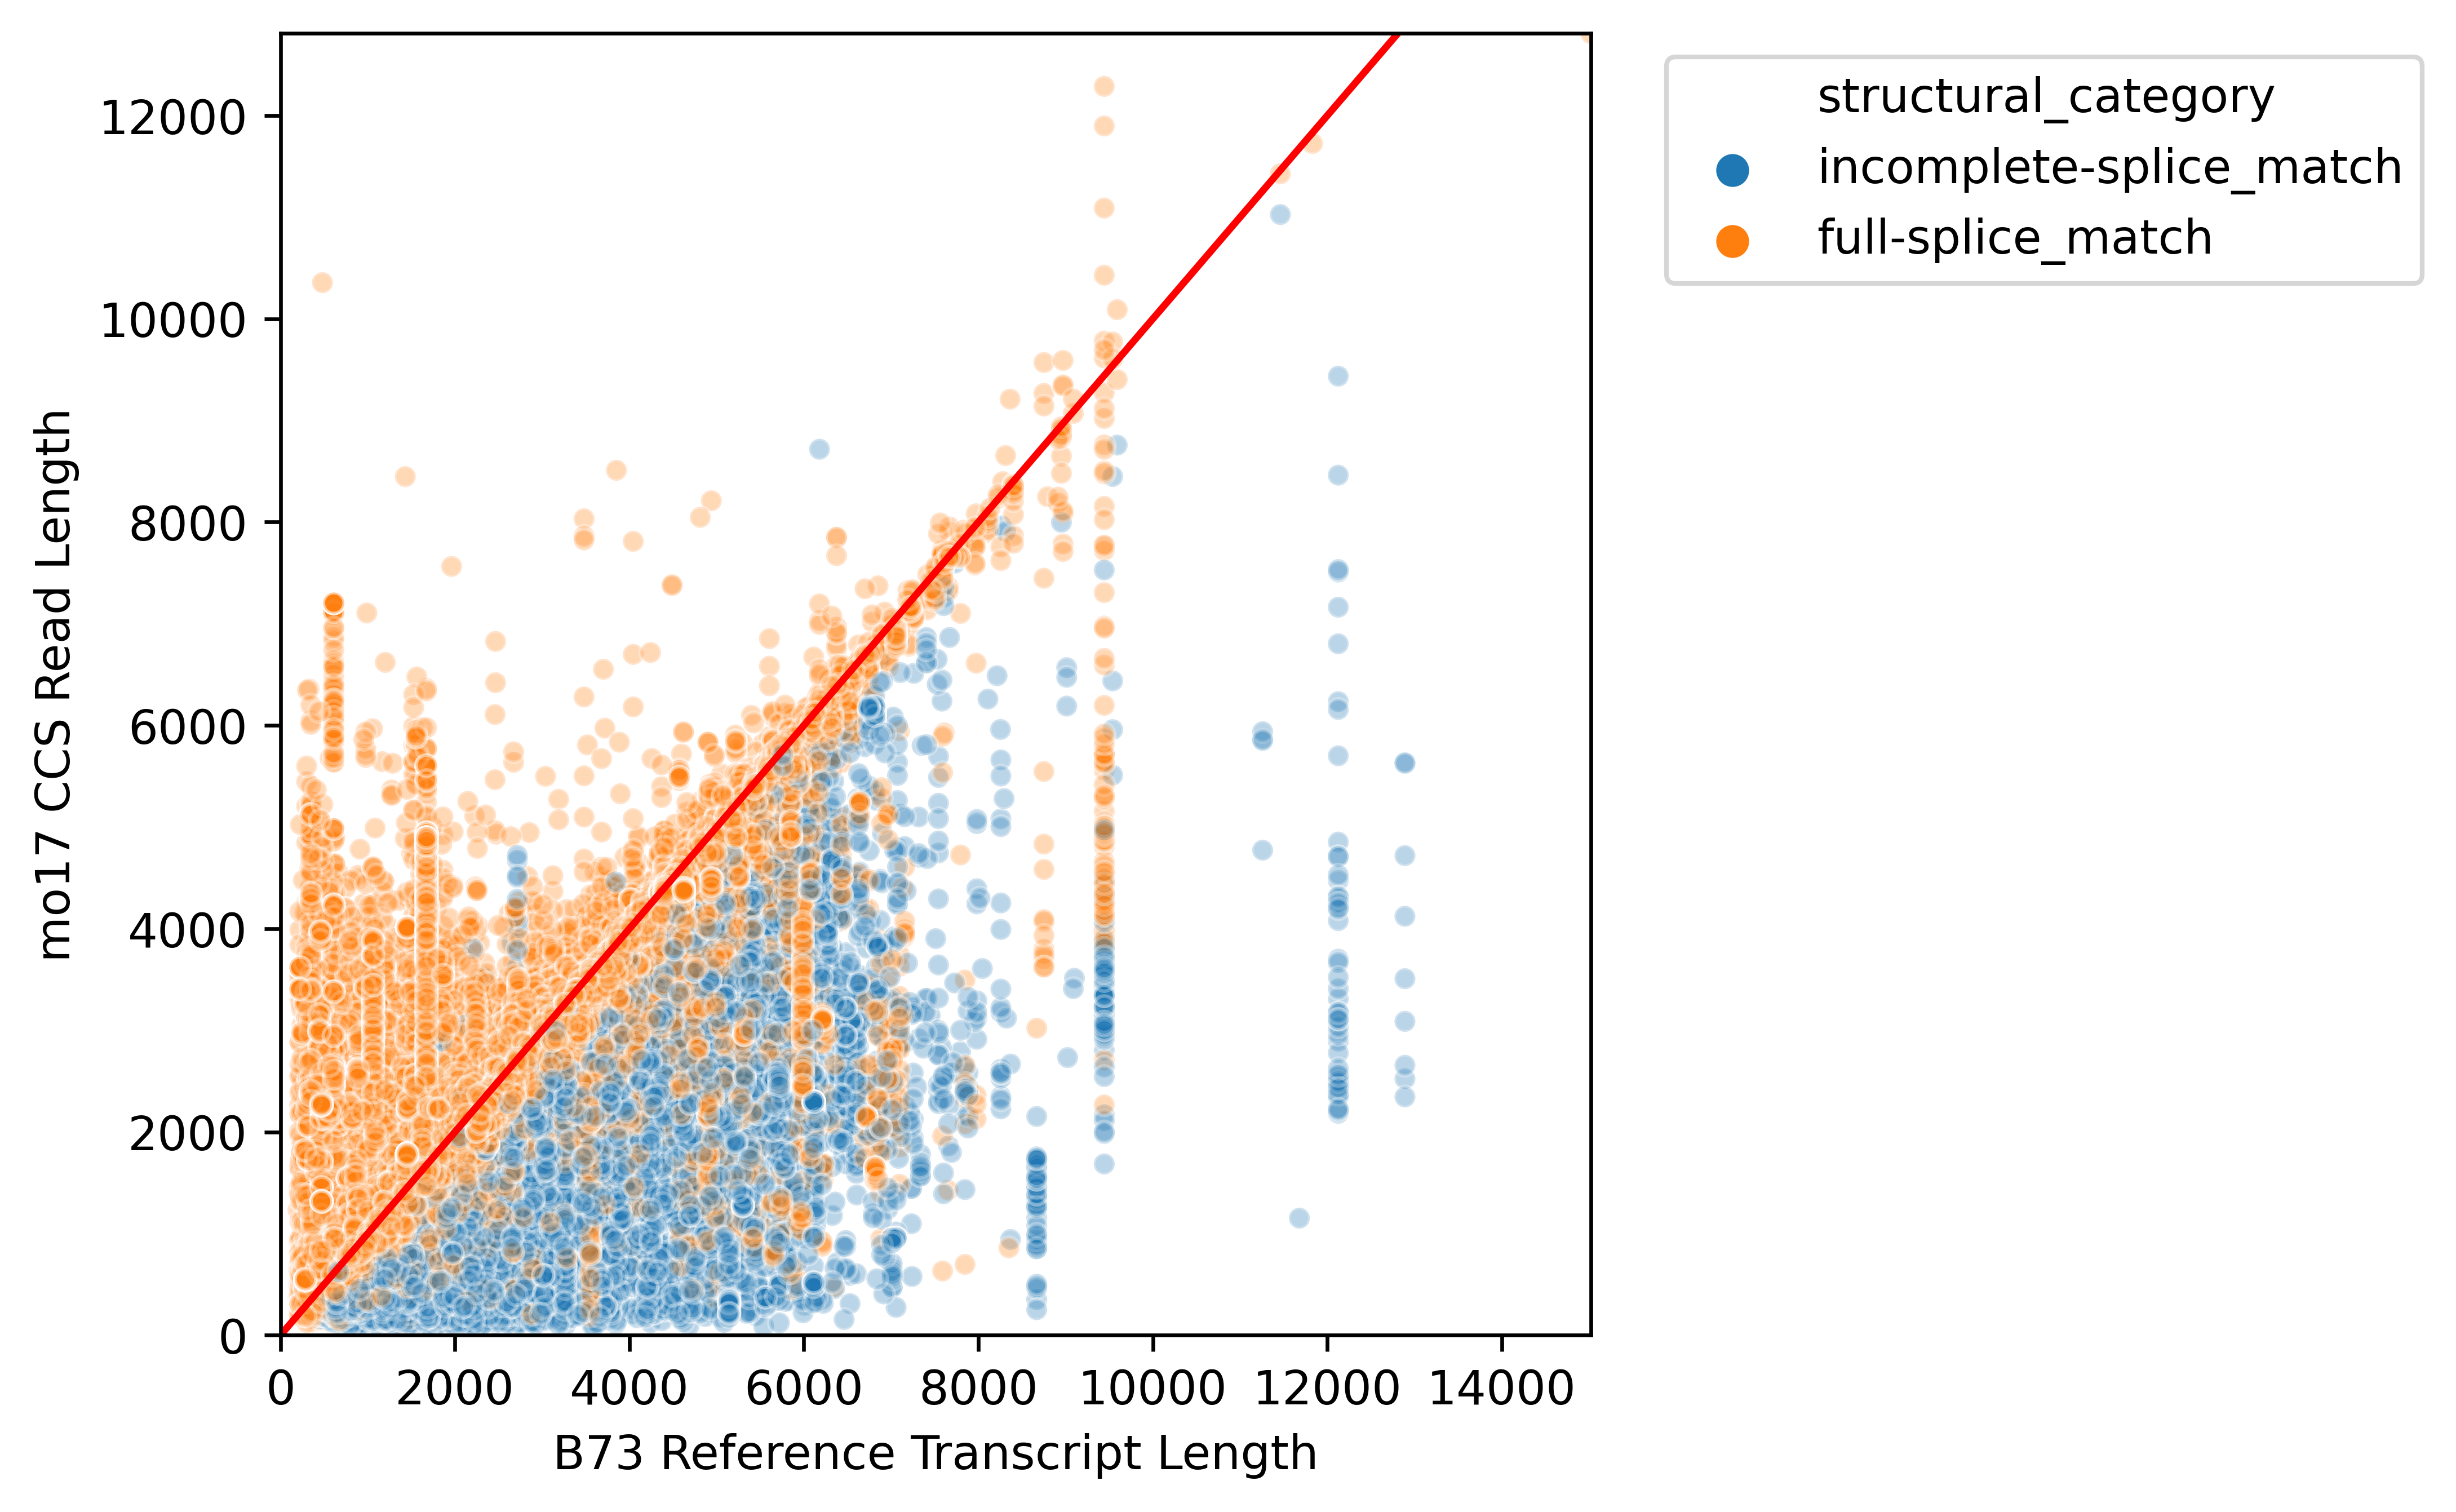 12000
10000
8000
6000
4000
2000
0
mo17 CCS Read Length
0 2000 4000 6000 8000 10000 12000 14000
B73 Reference Transcript Length
structural_category
incomplete-splice_match
full-splice_match